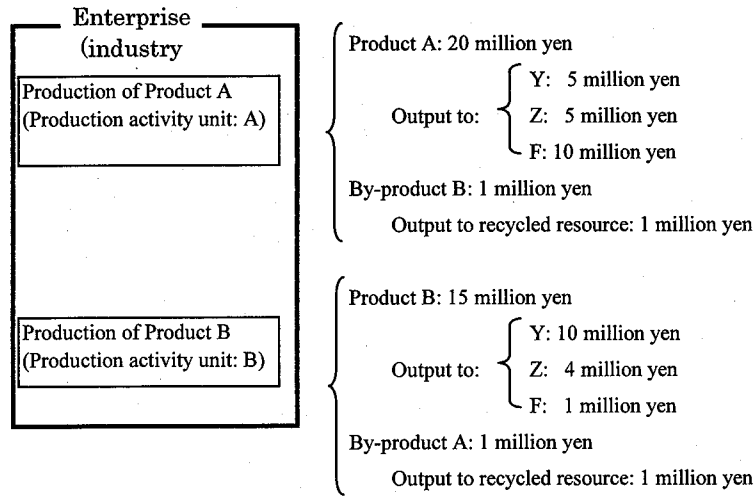 Enterprise
(industry
Production of Product A
(Production activity unit: A)
Product A: 20 million yen
Output to:
Y: 5 million yen
Z: 5 million yen
F: 10 million yen
By-product B: 1 million yen
Output to recycled resource: 1 million yen
Production of Product B
(Production activity unit: B)
Product B: 15 million yen
Output to:
Y: 10 million yen
Z: 4 million yen
F: 1 million yen
By-product A: 1 million yen
Output to recycled resource: 1 million yen